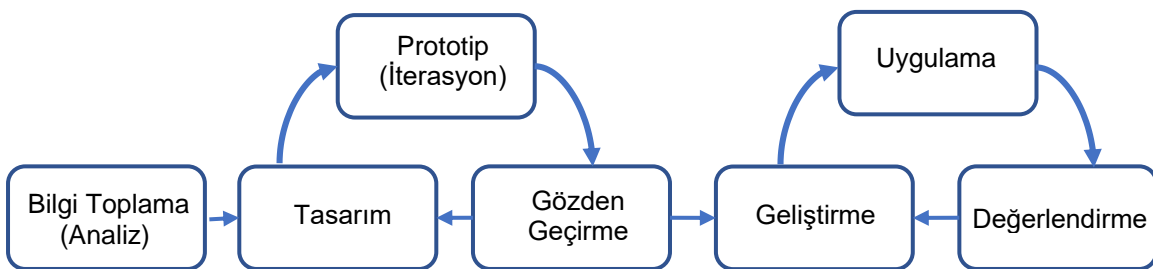 Prototip
(İterasyon)
Uygulama
Bilgi Toplama
(Analiz)
Tasarım
Gözden
Geçirme
Geliştirme
Değerlendirme